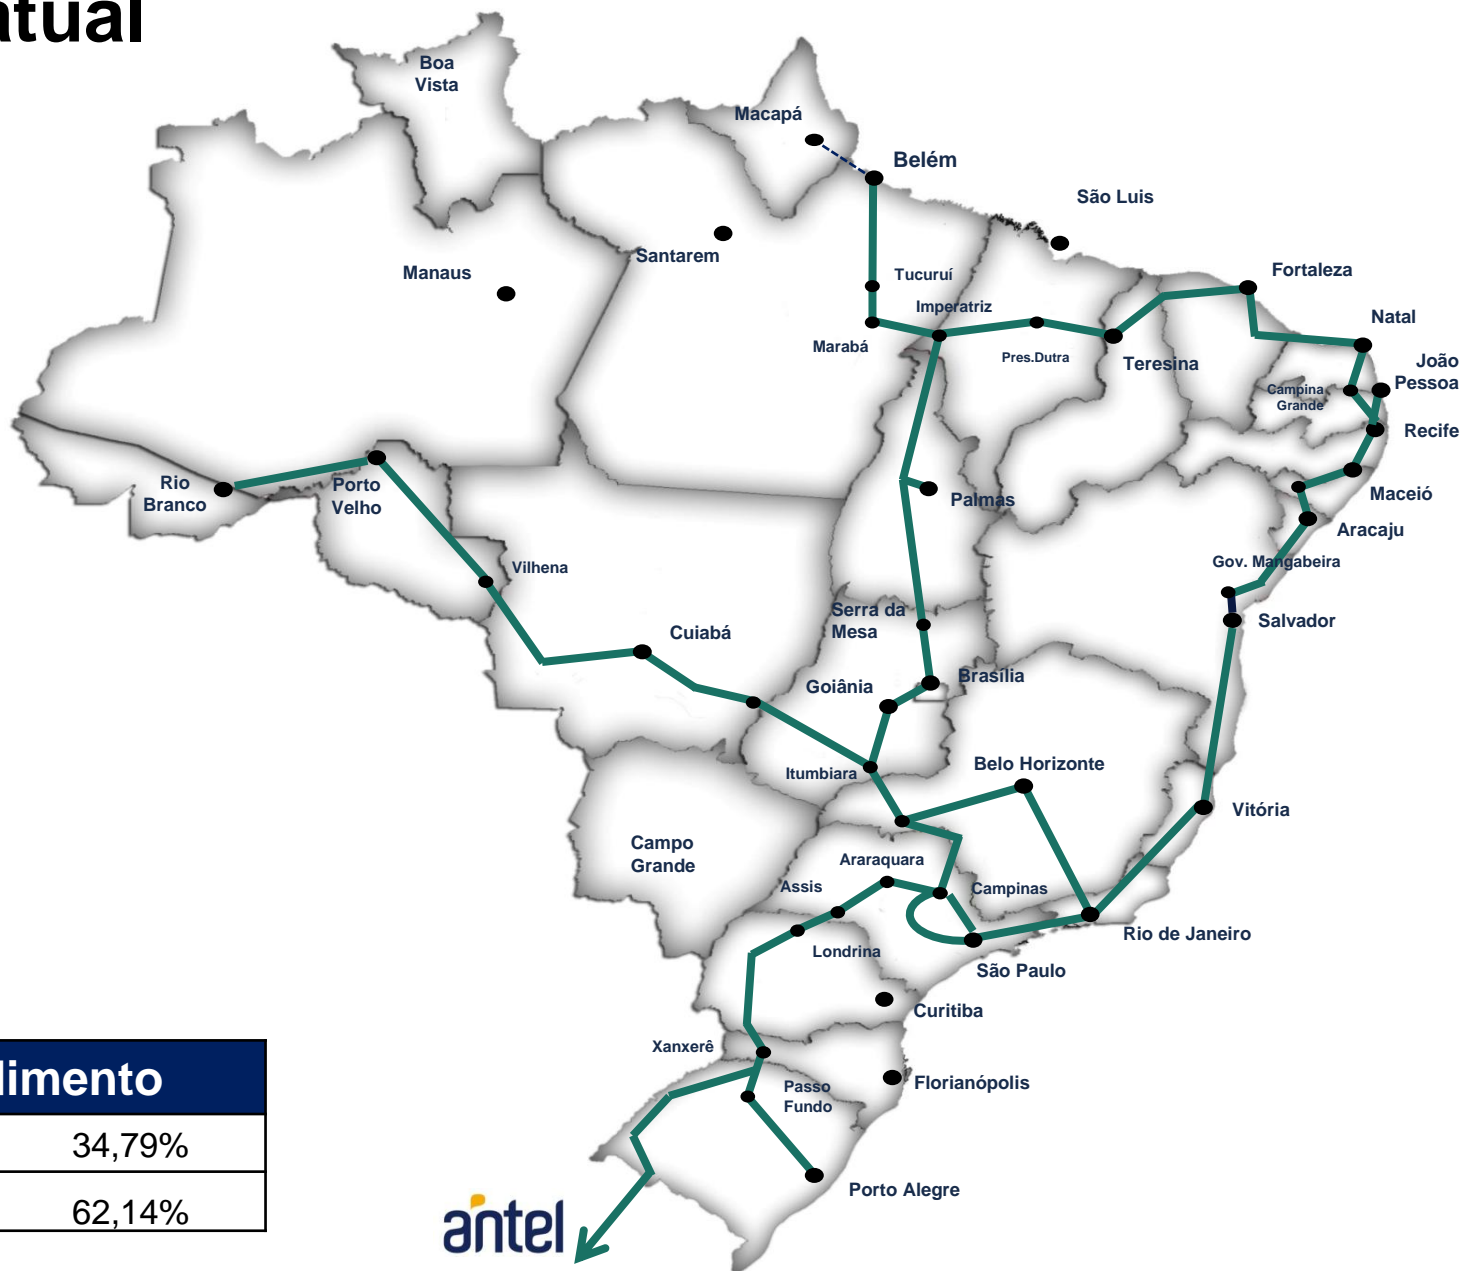 atual
Boa
Vista
Macapá
Belém
São Luis
Santarem
Manaus
Tucuruí
Fortaleza
Imperatriz
Natal
Marabá
Pres.Dutra
Teresina
João
Pessoa
Campina
Grande
Recife
Rio
Branco
Porto
Velho
Palmas
Maceió
Aracaju
Vilhena
Gov. Mangabeira
Serra da
Mesa
Salvador
Cuiabá
Goiânia
Brasília
Itumbiara
Belo Horizonte
Vitória
Campo
Grande
Araraquara
Assis
Campinas
Rio de Janeiro
Londrina
São Paulo
Curitiba
Xanxerê
Florianópolis
Passo
Fundo
Porto Alegre
dimento
34,79%
62,14%
antel